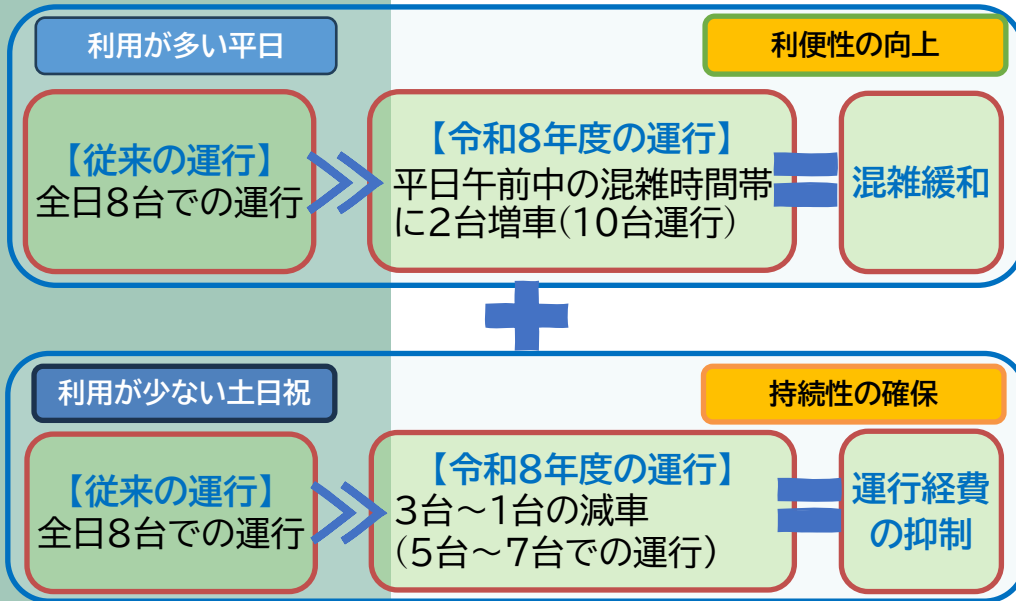 利用が多い平日
利便性の向上
【従来の運行】
全日8台での運行
【令和8年度の運行】
平日午前中の混雑時間帯
に2台増車(10台運行)
混雑緩和
利用が少ない土日祝
持続性の確保
【従来の運行】
全日8台での運行
【令和8年度の運行】
3台～1台の減車
(5台～7台での運行)
運行経費
の抑制